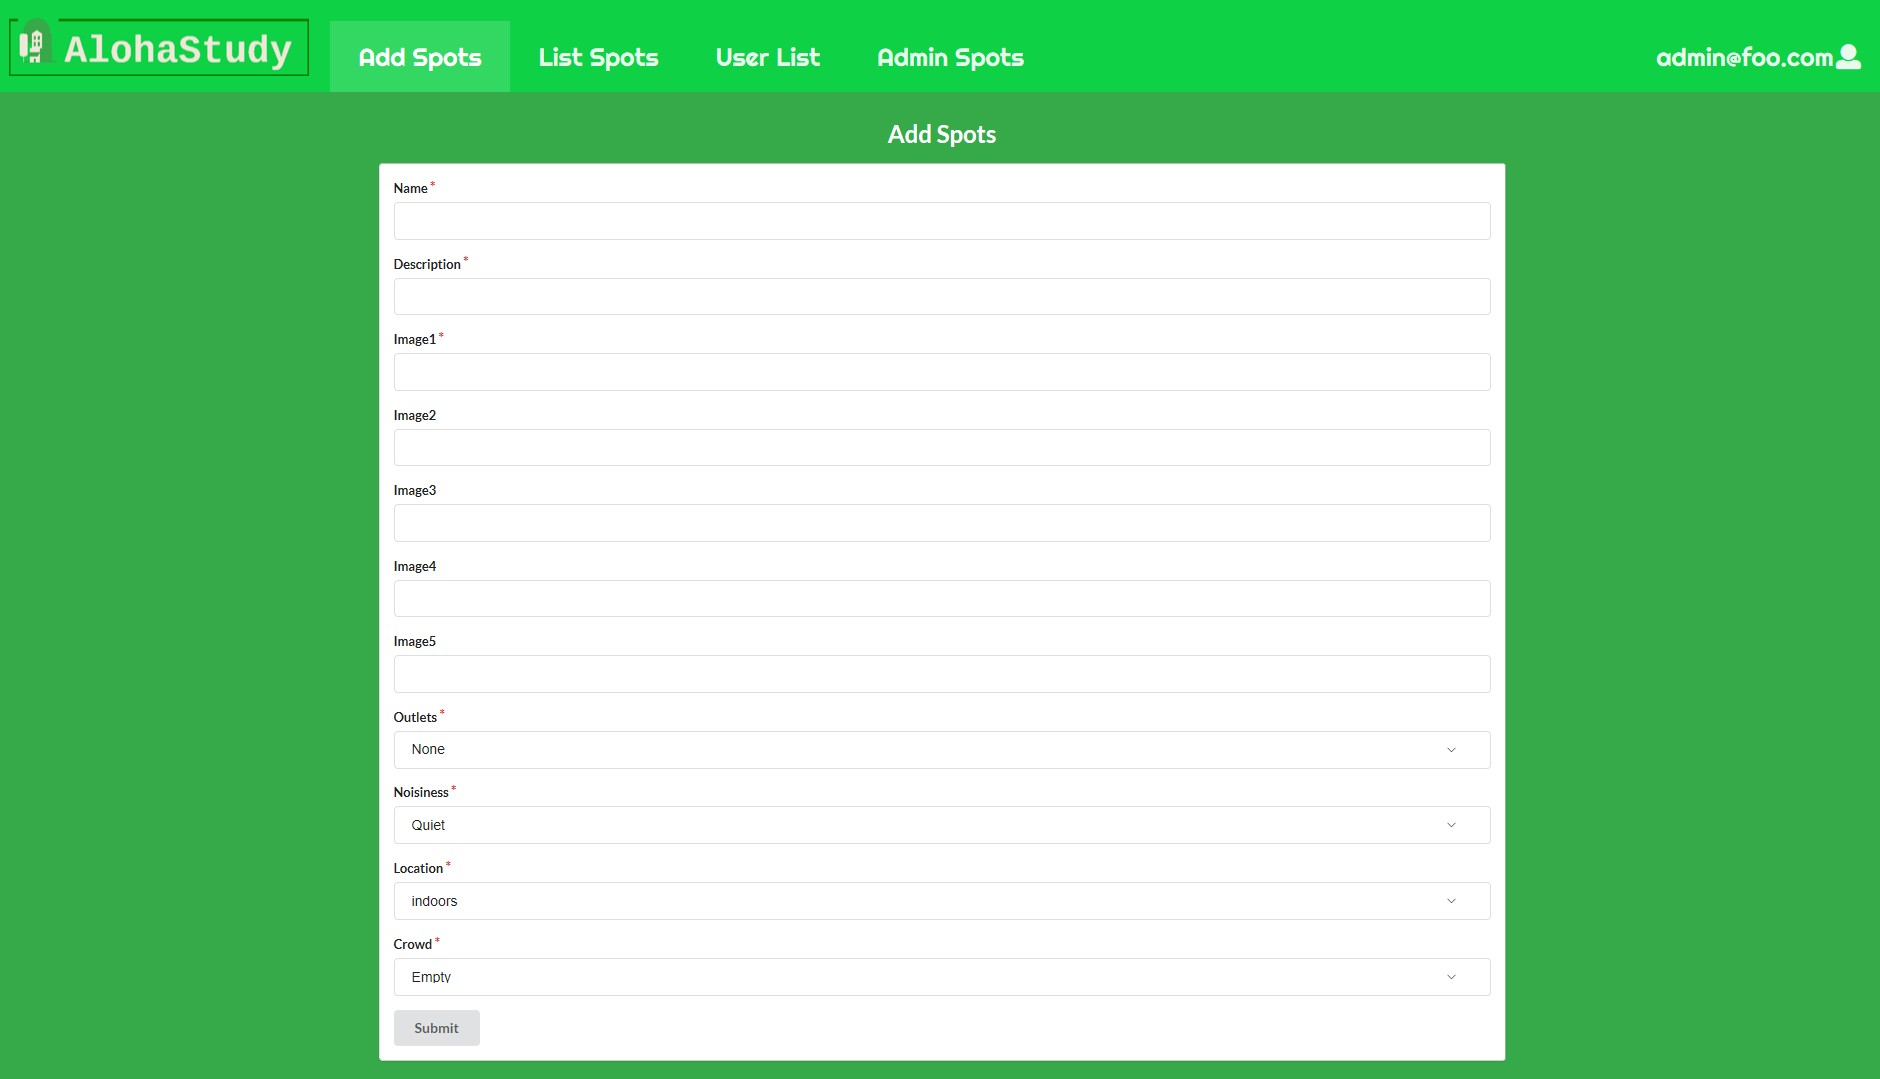 AlohaStudy
Add Spots
List Spots
User List
Admin Spots
admin@foo.com
Add Spots
Name*
Description*
Image1*
Image2
Image3
Image4
Image5
Outlets*
None
Noisiness*
Quiet
Location*
indoors
Crowd*
Empty
Submit